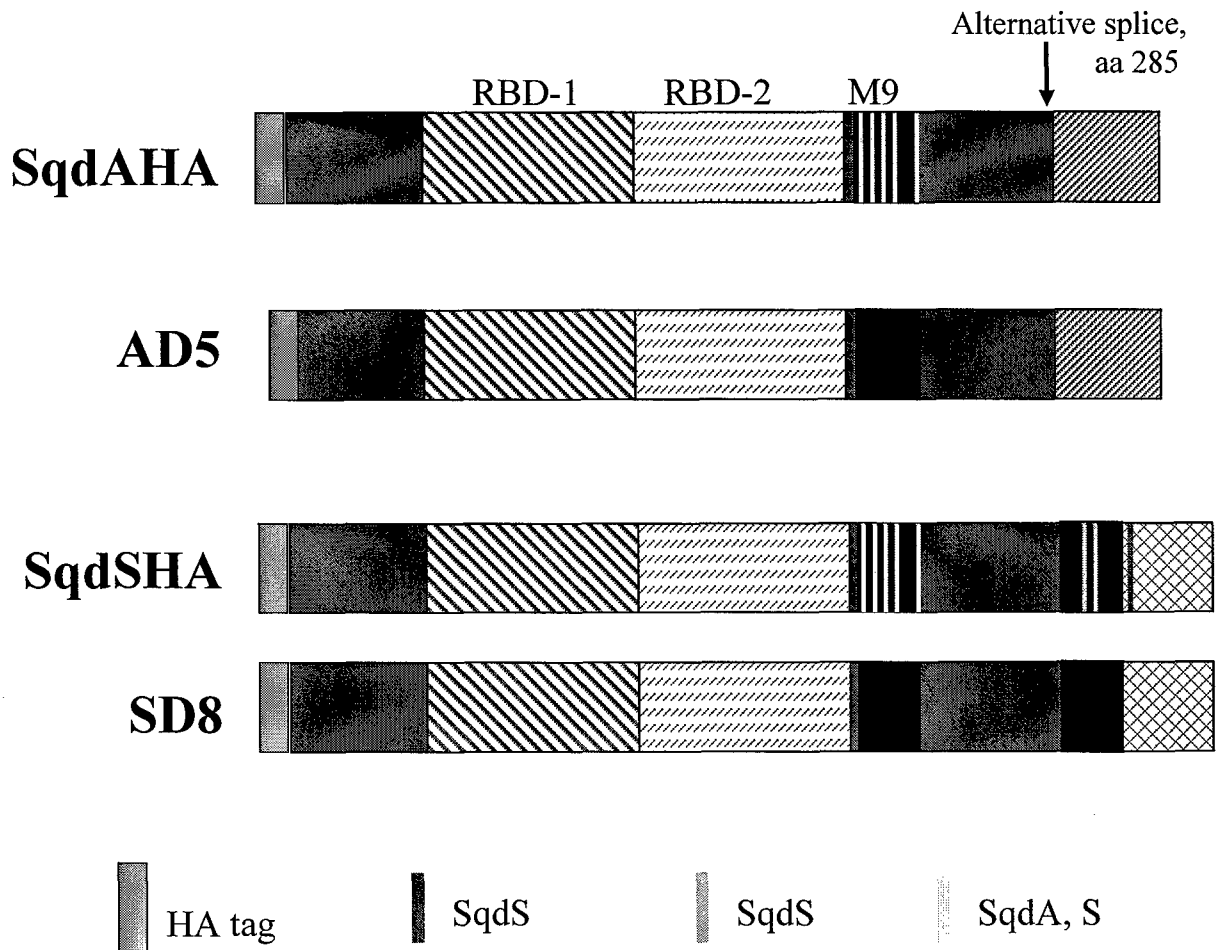 Alternative splice,
aa 285
RBD-1 RBD-2 M9
SqdAHA
AD5
SqdSHA
SD8
HA tag SqdS SqdS SqdA, S